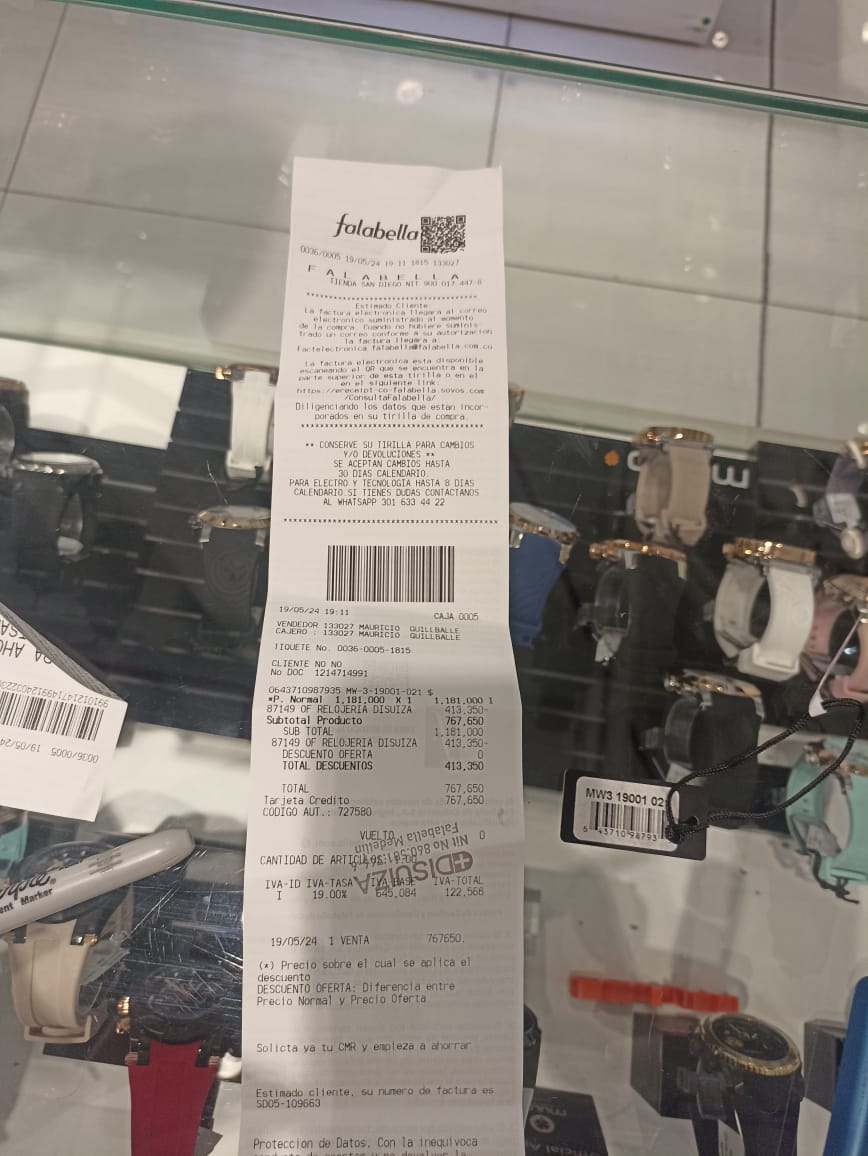 falabella
0036/0005 19/05/24 19:11 1815 133027
F A L A B E L L A
TIENDA SAN DIEGO NIT 900 017 447-8
Estimado Cliente:
La factura electronica llegara al correo
electronico suministrado al momento
de la compra. Cuando no hubiere suminis-
trado un correo conforme a su autorizacion
la factura llegara a:
Factelectronica falabella@falabella.com.co
La factura electronica esta disponible
escaneando el QR que se encuentra en la
parte superior de esta tirilla o en el
en el siguiente link:
https://ereceipt-co-falabella.sovos.com
/ConsultaFalabella/
Diligenciando los datos que estan incor-
porados en su tirilla de compra.
** CONSERVE SU TIRILLA PARA CAMBIOS
Y/O DEVOLUCIONES **
SE ACEPTAN CAMBIOS HASTA
30 DIAS CALENDARIO.
PARA ELECTRO Y TECNOLOGIA HASTA 8 DIAS
CALENDARIO.SI TIENES DUDAS CONTACTANOS
AL WHATSAPP 301 633 44 22
19/05/24 19:11 CAJA 0005
VENDEDOR 133027 MAURICIO QUILLBALLE
CAJERO : 133027 MAURICIO QUILLBALLE
TIQUETE No. 0036-0005-1815
CLIENTE NO NO
No DOC 1214714991
0643710987935 MW-3-19001-021 $
*P. Normal 1,181,000 X 1 1,181,000 I
87149 OF RELOJERIA DISUIZA 413,350-
Subtotal Producto 767,650
SUB TOTAL 1,181,000
87149 OF RELOJERIA DISUIZA 413,350-
DESCUENTO OFERTA 0
TOTAL DESCUENTOS 413,350
TOTAL 767,650
Tarjeta Credito 767,650
CODIGO AUT.: 727580
VUELTO 0
Falabella Medellin
CANTIDAD DE ARTICULOS:1.00
DISUIZA
IVA-ID IVA-TASA IVA-BASE IVA-TOTAL
I 19.00% 645,084 122,566
19/05/24 1 VENTA 767650.
(*) Precio sobre el cual se aplica el
descuento
DESCUENTO OFERTA: Diferencia entre
Precio Normal y Precio Oferta
Solicta ya tu CMR y empieza a ahorrar
Estimado cliente, su numero de factura es
SD05-109663
Proteccion de Datos. Con la inequivoca
MW3 19001 02
0036/0005 19/05/24
Marker